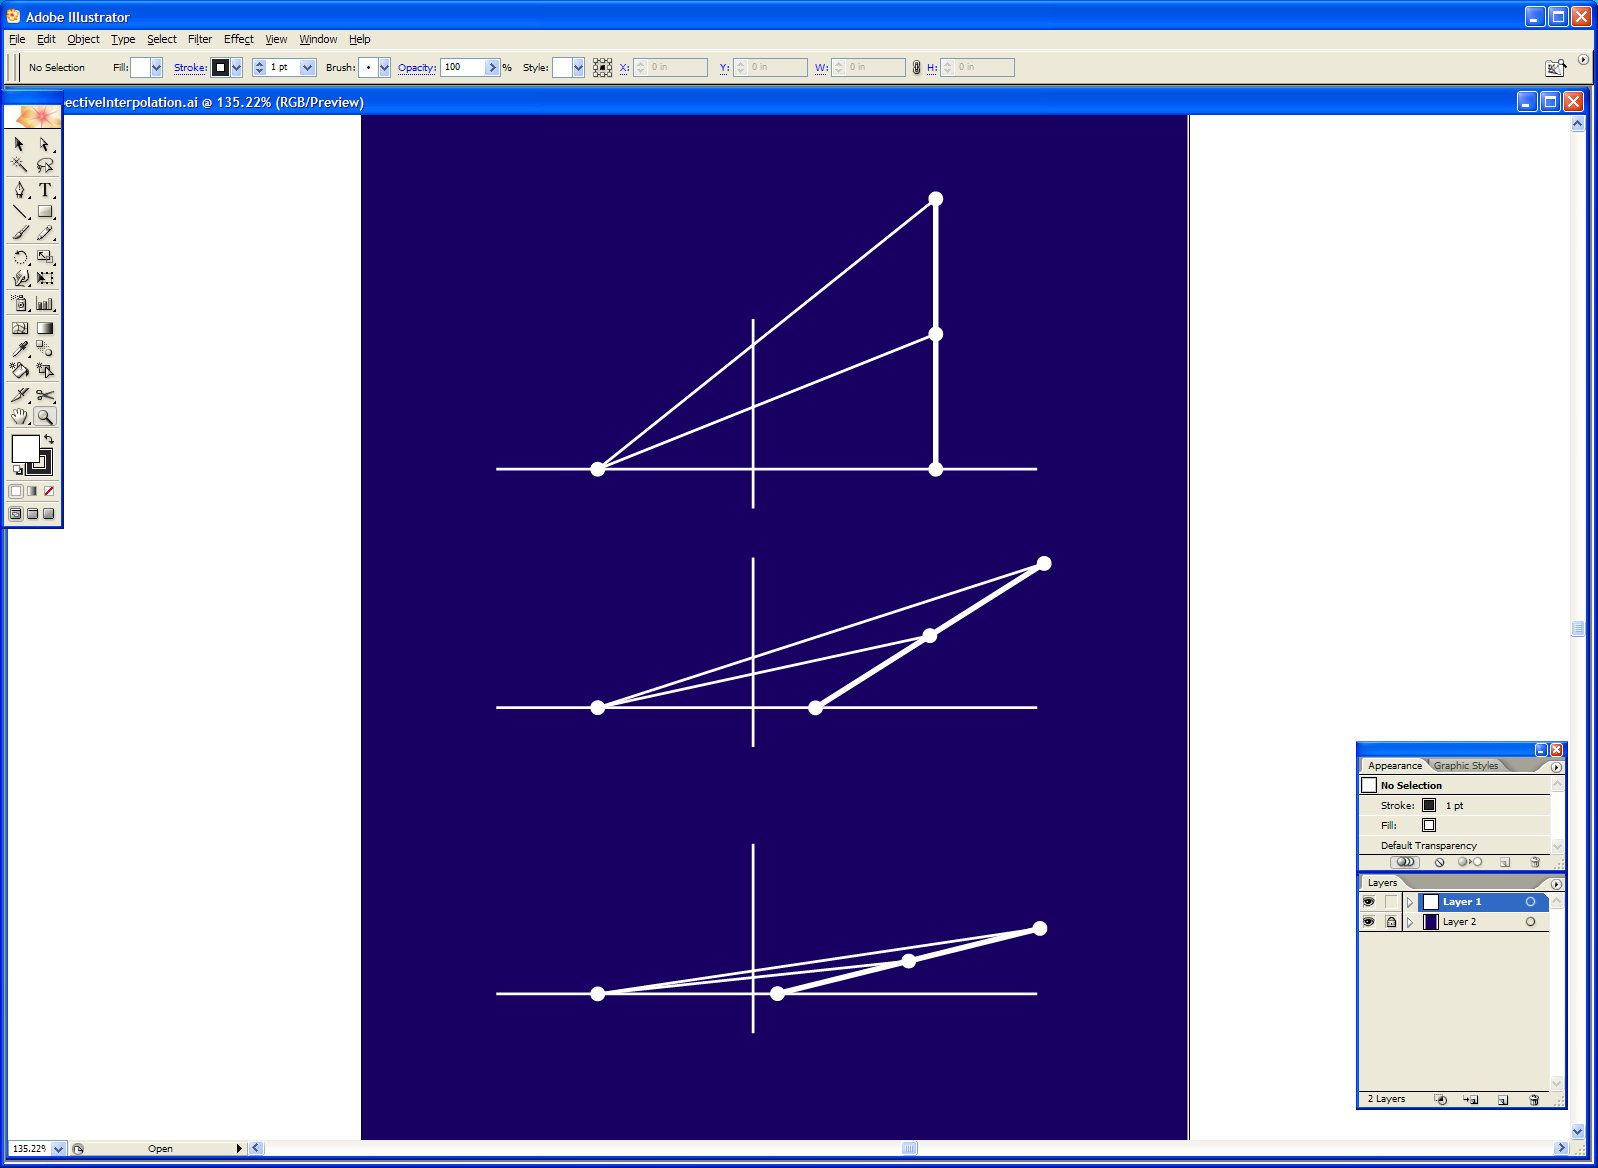 Adobe Illustrator
File Edit Object Type Select Filter Effect View Window Help
No Selection Fill: Stroke: 1 pt Brush: Opacity: 100 % Style: X: 0 in Y: 0 in W: 0 in H: 0 in
ectiveInterpolation.ai @ 135.22% (RGB/Preview)
T
Appearance Graphic Styles
No Selection
Stroke: 1 pt
Fill:
Default Transparency
Layers
Layer 1
Layer 2
2 Layers
135.22% Open